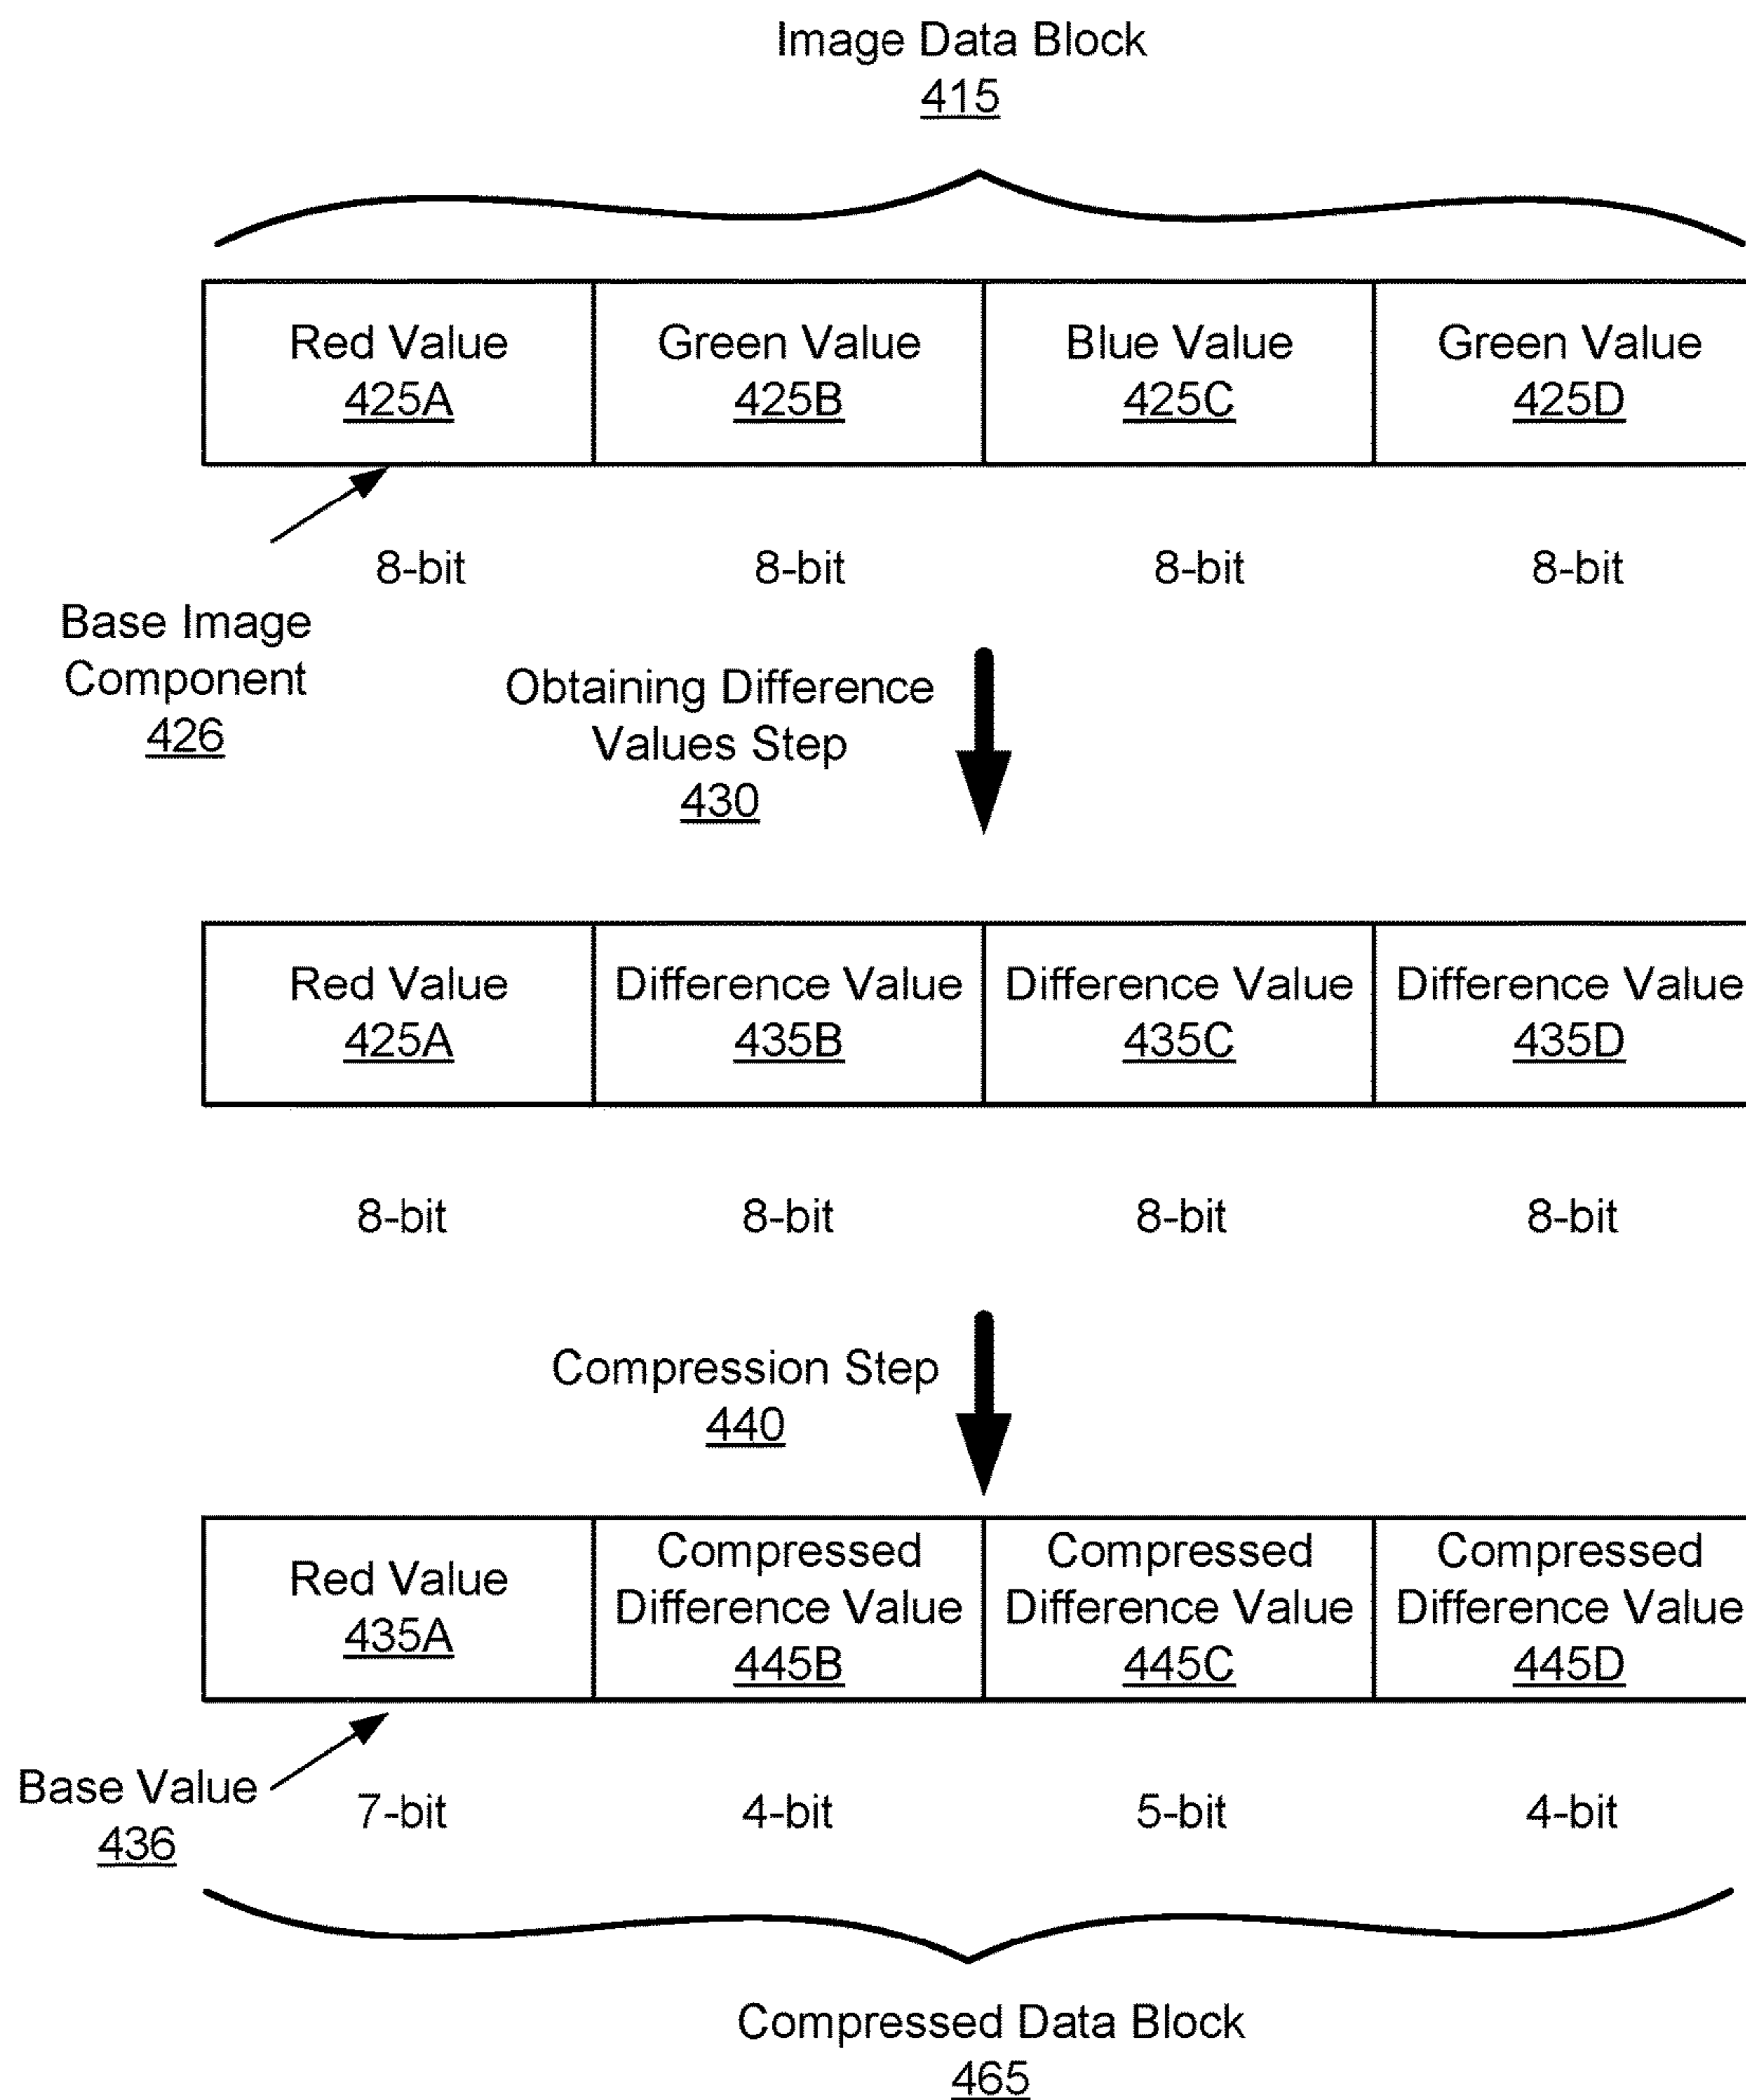 Image Data Block
415
Red Value Green Value Blue Value Green Value
425A 425B 425C 425D
8-bit 8-bit 8-bit 8-bit
Base Image
Component
426
Obtaining Difference
Values Step
430
Red Value Difference Value Difference Value Difference Value
425A 435B 435C 435D
8-bit 8-bit 8-bit 8-bit
Compression Step
440
Red Value
435A
Compressed
Difference Value
445B
Compressed
Difference Value
445C
Compressed
Difference Value
445D
Base Value
436
7-bit 4-bit 5-bit 4-bit
Compressed Data Block
465